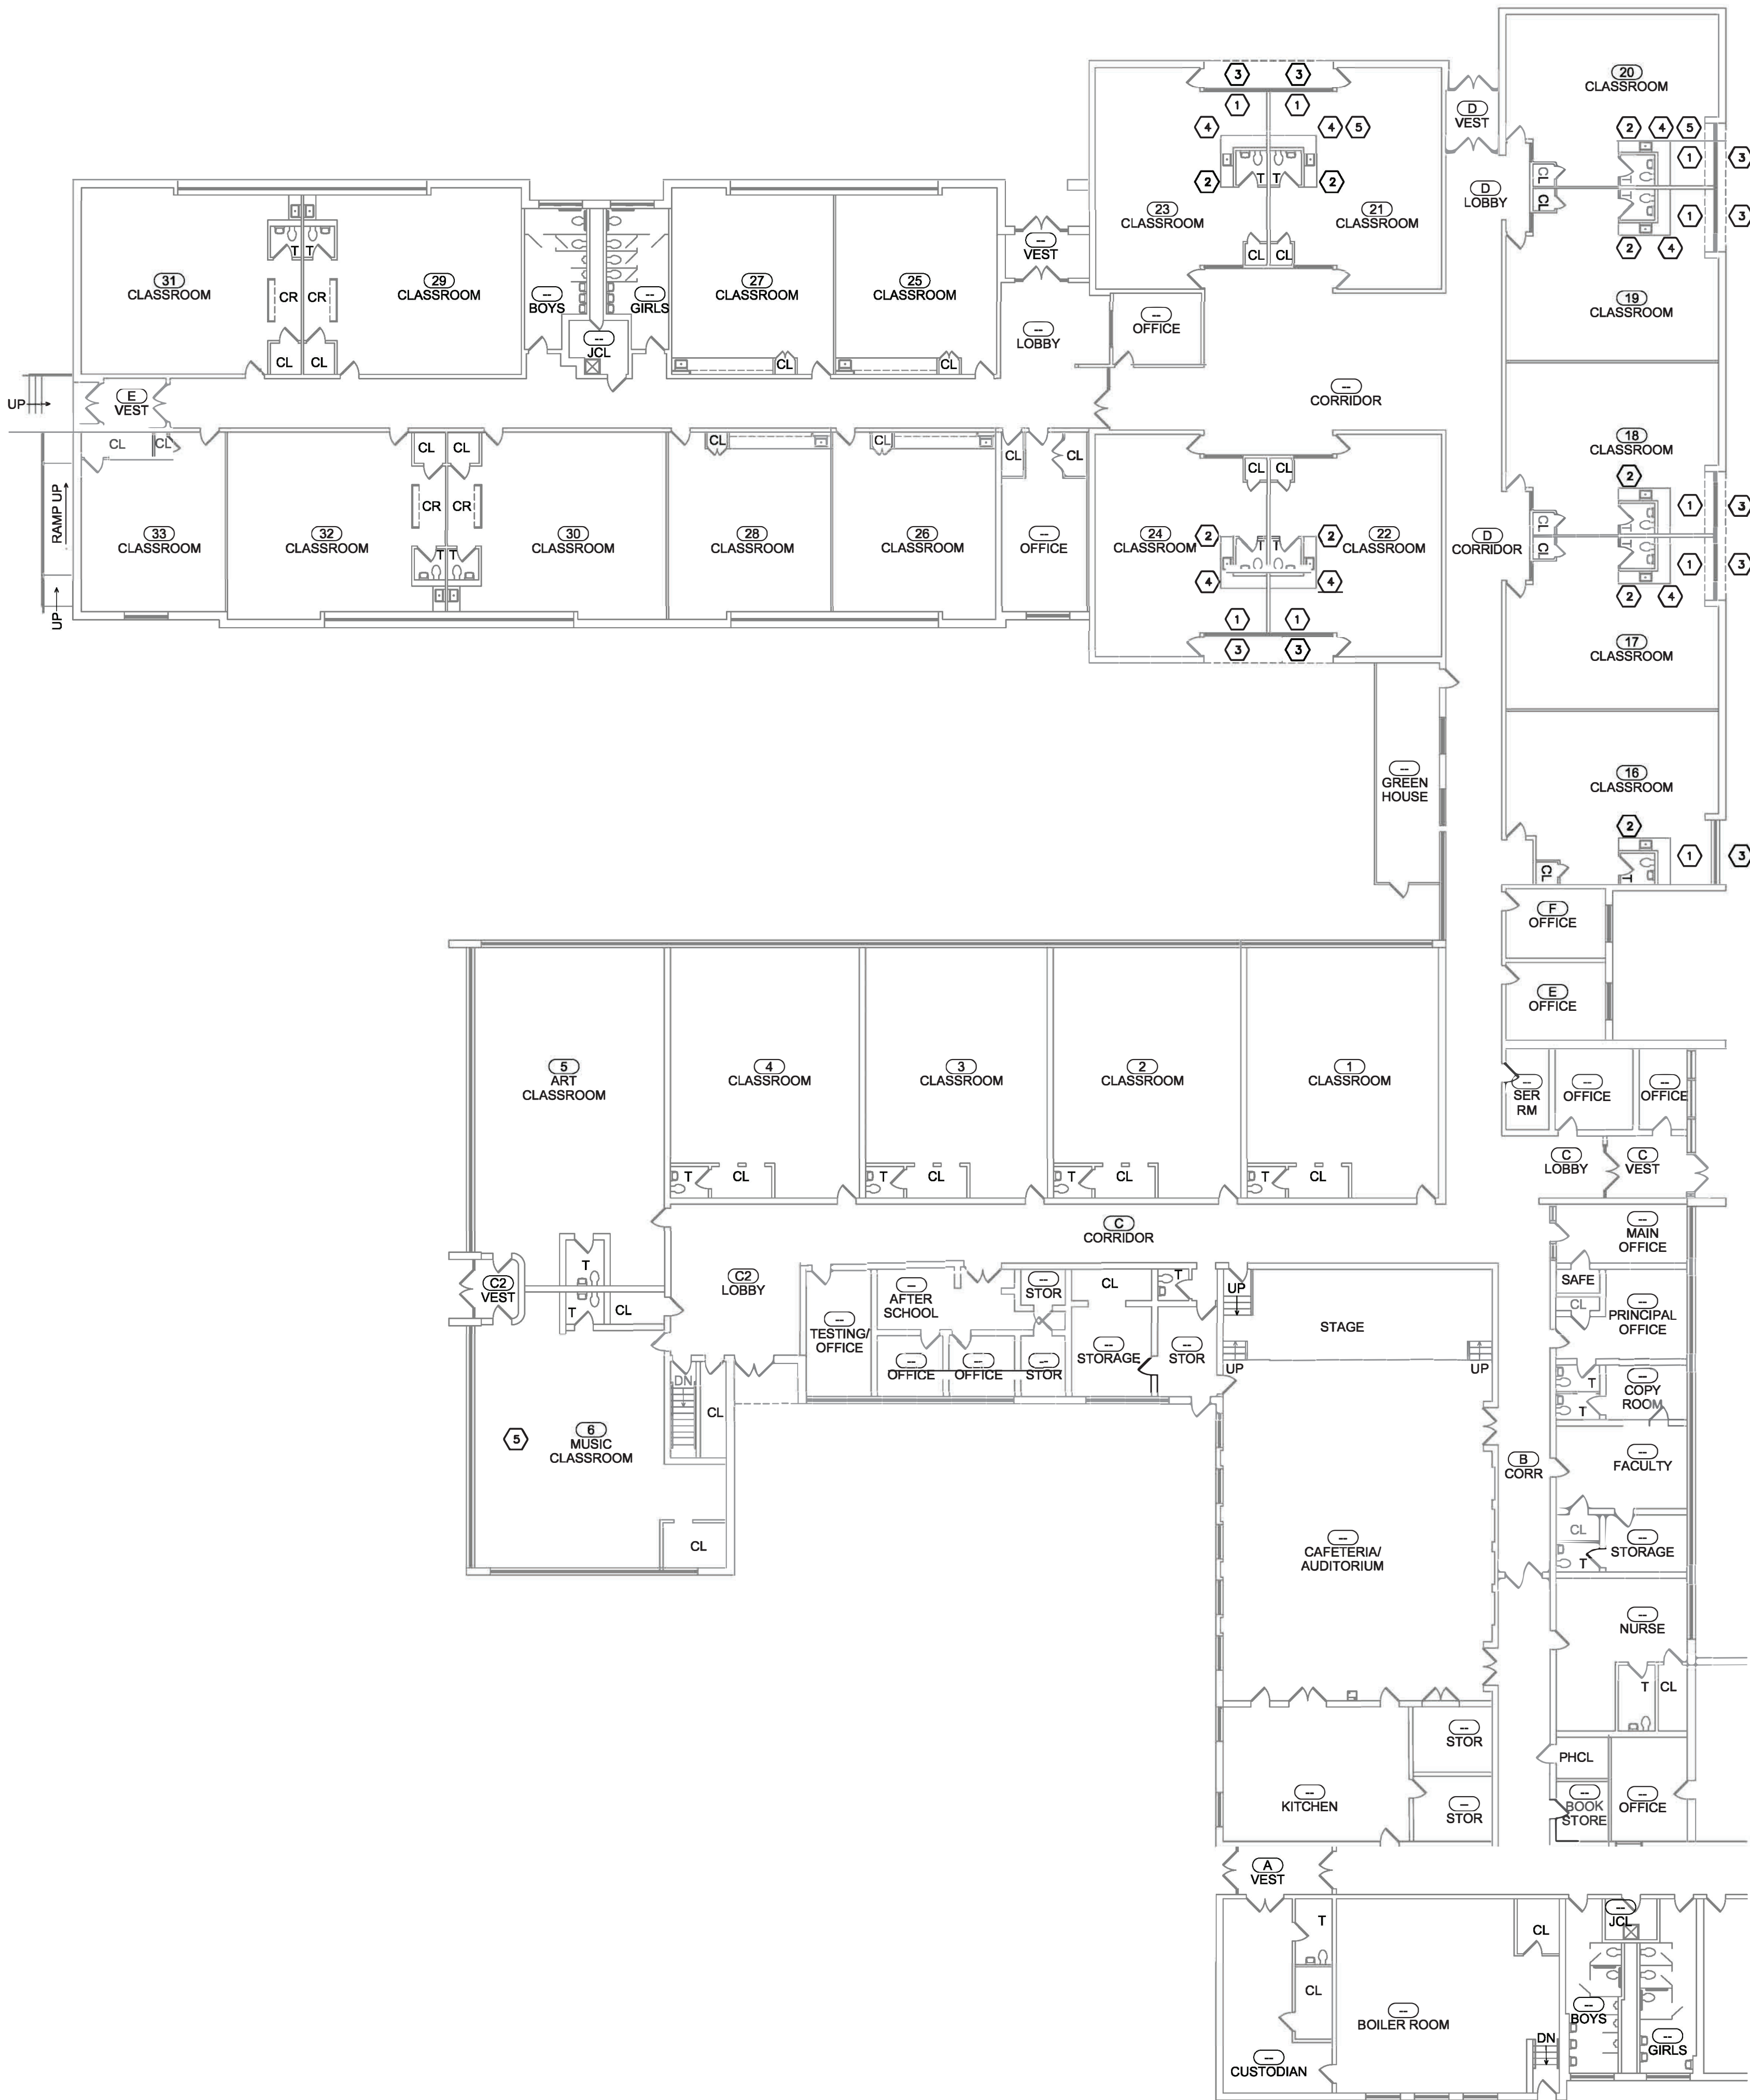 20
CLASSROOM
3 3
1 1
4 4 5
D
VEST
2 4 5
1 3
T T
2 2
CL
CL
D
LOBBY
T
T
23
CLASSROOM
21
CLASSROOM
1 3
2 4
CL CL
--
VEST
31
CLASSROOM
T T
29
CLASSROOM
--
BOYS
--
GIRLS
27
CLASSROOM
25
CLASSROOM
CR CR
--
JCL
CL CL
CL
CL
--
LOBBY
--
OFFICE
19
CLASSROOM
--
CORRIDOR
UP
E
VEST
CL CL
CL CL
CL
CL
CL
CL
CL CL
18
CLASSROOM
2
1 3
RAMP UP
UP
CR CR
33
CLASSROOM
32
CLASSROOM
30
CLASSROOM
28
CLASSROOM
26
CLASSROOM
--
OFFICE
24
CLASSROOM
2 T T 2
22
CLASSROOM
4 4
T T
1 1
3 3
D
CORRIDOR
CL
CL
T
T
1 3
2 4
17
CLASSROOM
--
GREEN
HOUSE
16
CLASSROOM
2
1 3
CL
T
F
OFFICE
E
OFFICE
5
ART
CLASSROOM
4
CLASSROOM
3
CLASSROOM
2
CLASSROOM
1
CLASSROOM
--
SER
RM
--
OFFICE
--
OFFICE
T CL
T CL
T CL
T CL
C
LOBBY
C
VEST
C
CORRIDOR
--
MAIN
OFFICE
C2
VEST
T
T
CL
C2
LOBBY
--
AFTER
SCHOOL
--
STOR
CL
T
UP
STAGE
SAFE
CL
--
PRINCIPAL
OFFICE
--
TESTING/
OFFICE
--
OFFICE
--
OFFICE
--
STOR
--
STORAGE
--
STOR
UP
UP
DN
CL
T
T
--
COPY
ROOM
5
6
MUSIC
CLASSROOM
B
CORR
--
FACULTY
CL
--
CAFETERIA/
AUDITORIUM
CL
T
--
STORAGE
--
NURSE
T CL
--
STOR
PHCL
--
KITCHEN
--
STOR
--
BOOK
STORE
--
OFFICE
A
VEST
T
CL
--
JCL
CL
--
BOILER ROOM
--
BOYS
--
CUSTODIAN
DN
--
GIRLS